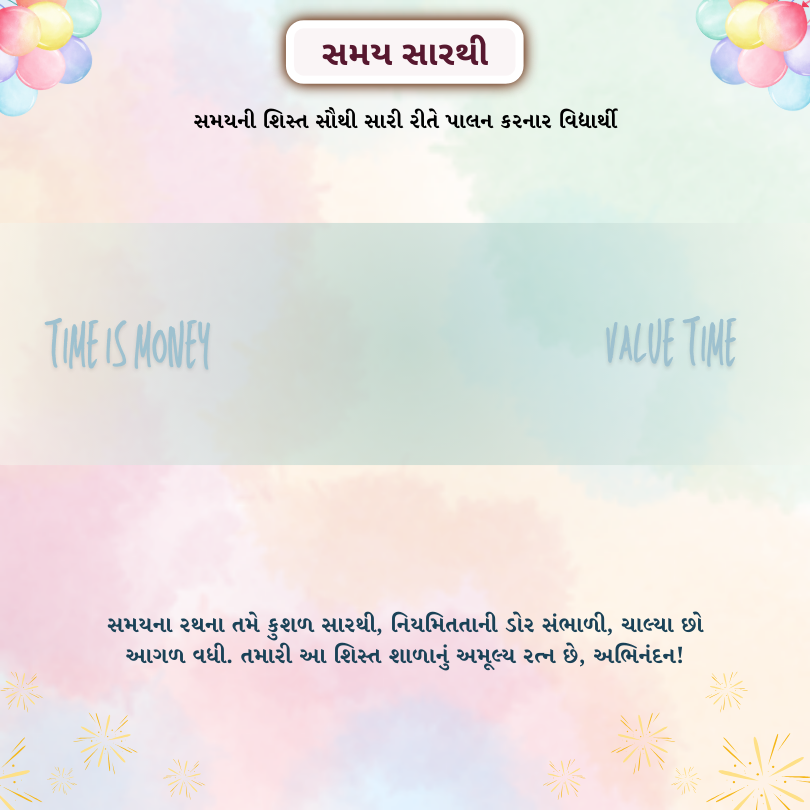 સમય સારથી
સમયની શિસ્ત સૌથી સારી રીતે પાલન કરનાર વિદ્યાર્થી
TIME IS MONEY
VALUE TIME
સમયના રથના તમે કુશળ સારથી, નિયમિતતાની ડોર સંભાળી, ચાલ્યા છો
આગળ વધી. તમારી આ શિસ્ત શાળાનું અમૂલ્ય રત્ન છે, અભિનંદન!